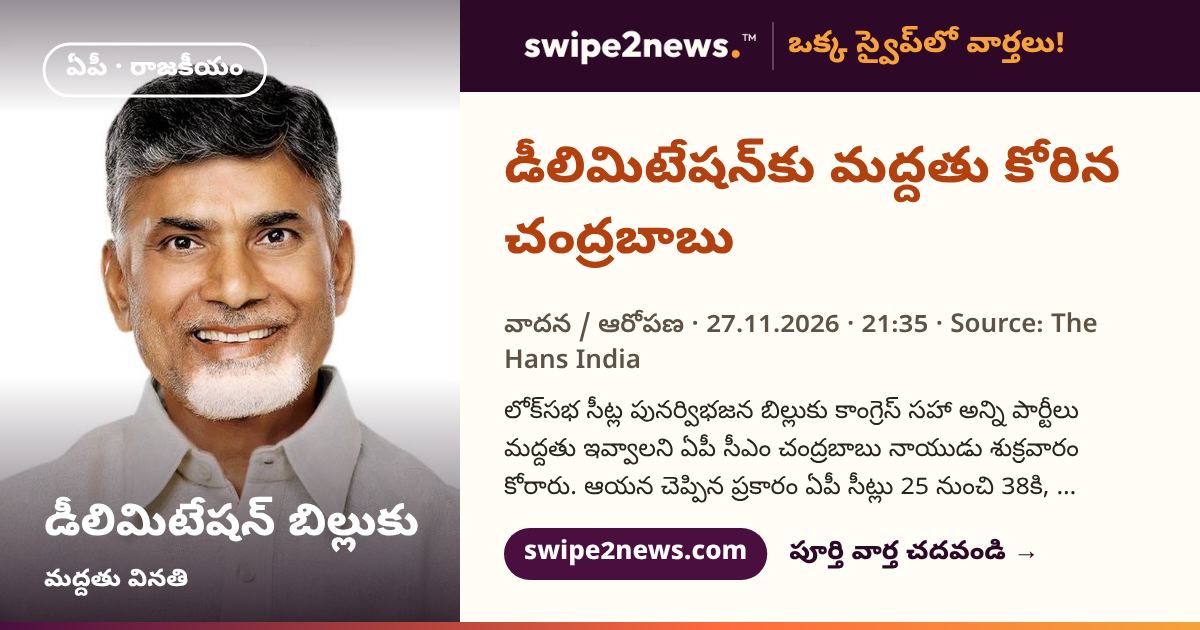 ఏపీ · రాజకీయం
డీలిమిటేషన్ బిల్లుకు
మద్దతు వినతి
swipe2news.™ ఒక్క స్వైప్‌లో వార్తలు!
డీలిమిటేషన్‌కు మద్దతు కోరిన
చంద్రబాబు
వాదన / ఆరోపణ · 27.11.2026 · 21:35 · Source: The
Hans India
లోక్‌సభ సీట్ల పునర్విభజన బిల్లుకు కాంగ్రెస్ సహా అన్ని పార్టీలు
మద్దతు ఇవ్వాలని ఏపీ సీఎం చంద్రబాబు నాయుడు శుక్రవారం
కోరారు. ఆయన చెప్పిన ప్రకారం ఏపీ సీట్లు 25 నుంచి 38కి, ...
swipe2news.com పూర్తి వార్త చదవండి →